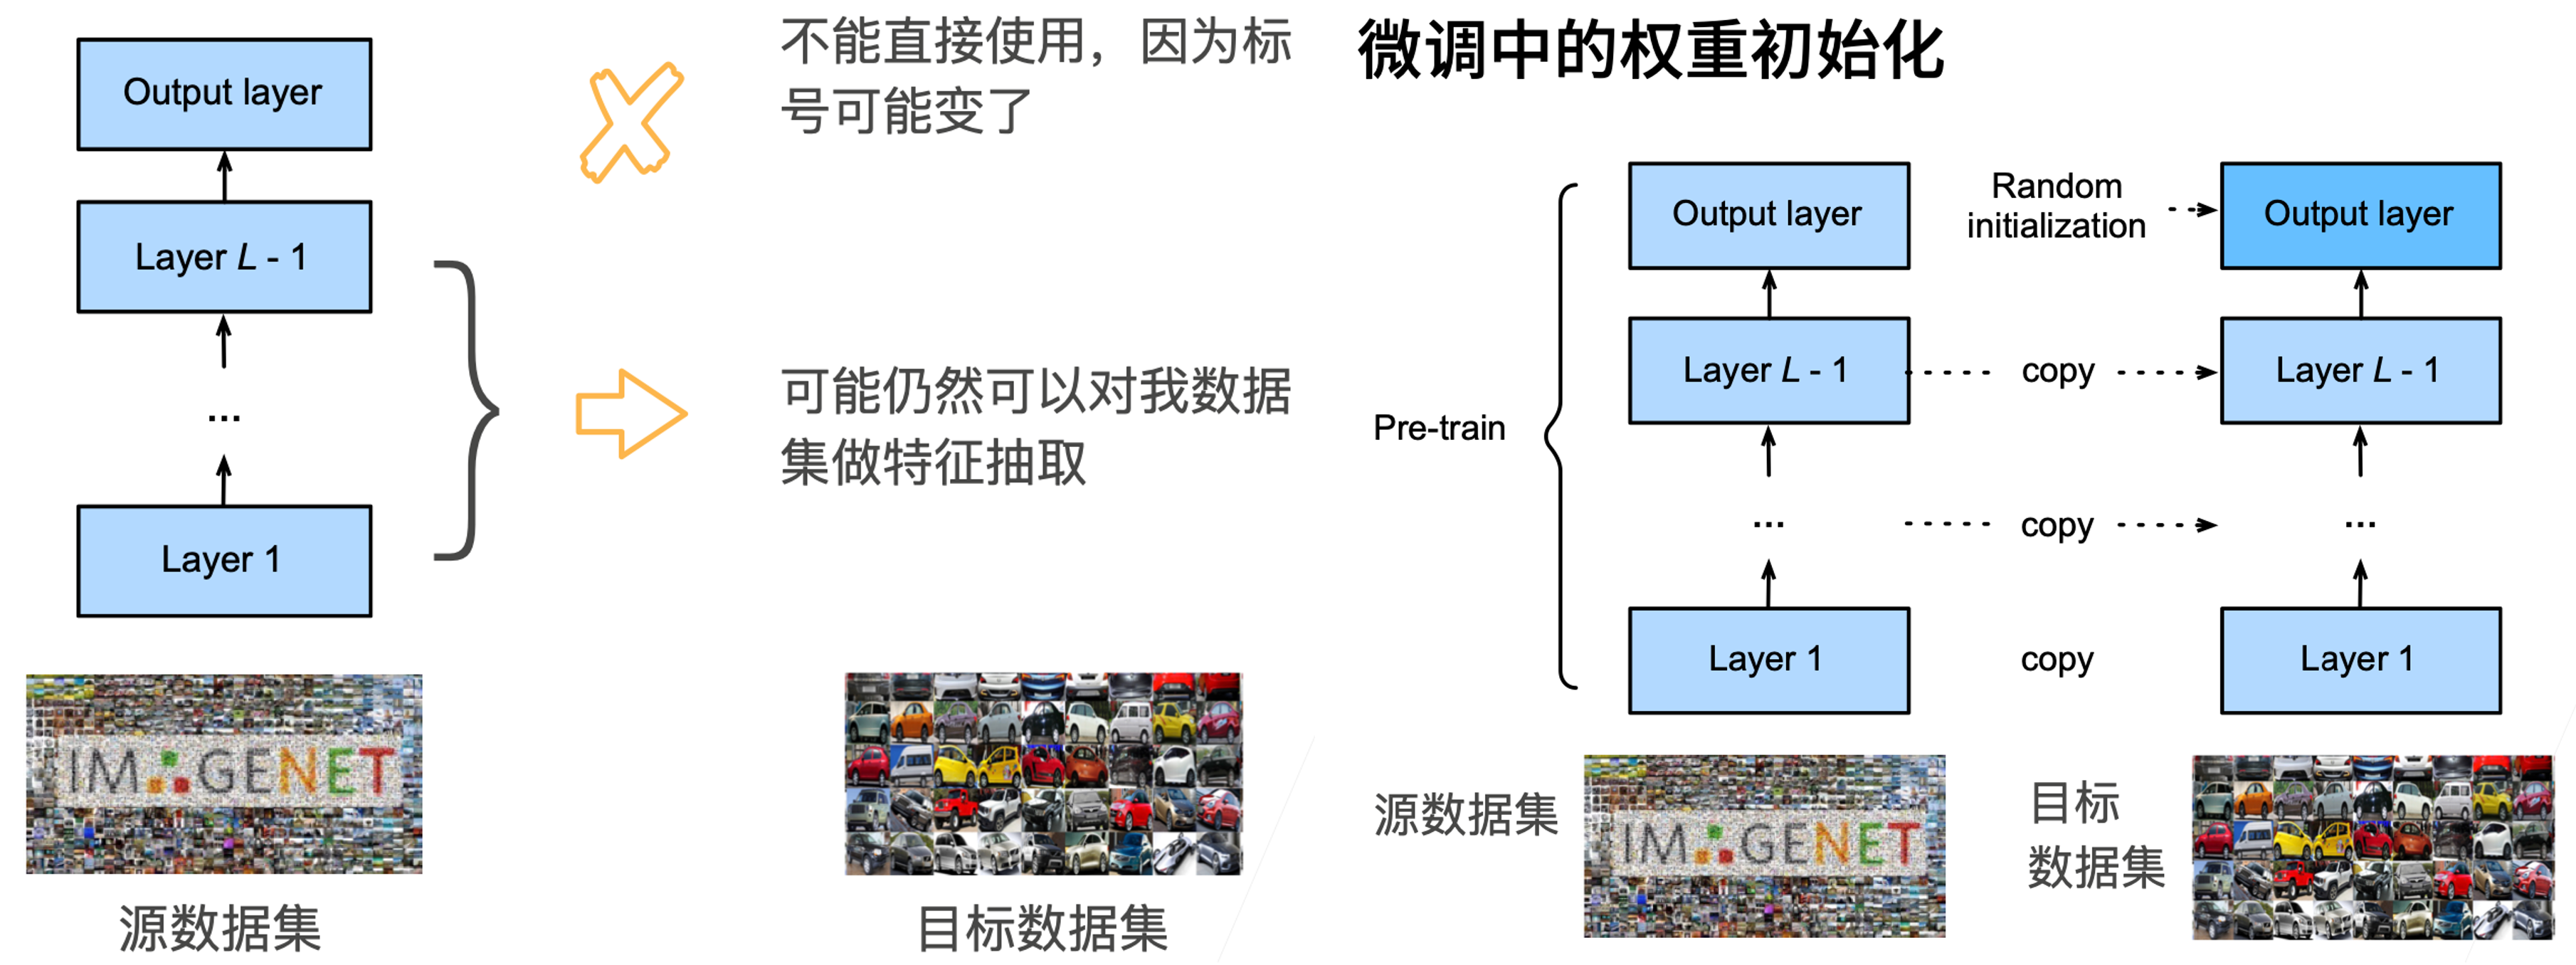 Output layer
Layer L - 1
...
Layer 1
IMAGENET
源数据集
不能直接使用，因为标
号可能变了
可能仍然可以对我数据
集做特征抽取
目标数据集
微调中的权重初始化
Pre-train
Output layer
Random
initialization
Output layer
Layer L - 1
copy
Layer L - 1
...
copy
...
Layer 1
copy
Layer 1
源数据集
IMAGENET
目标
数据集